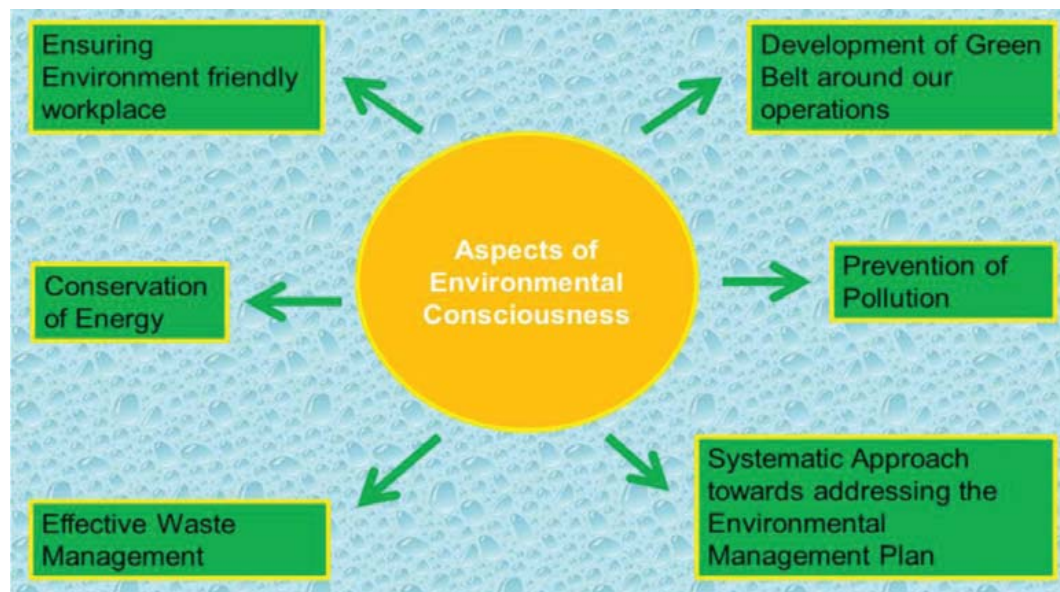 Ensuring
Environment friendly
workplace
Development of Green
Belt around our
operations
Aspects of
Environmental
Consciousness
Conservation
of Energy
Prevention of
Pollution
Effective Waste
Management
Systematic Approach
towards addressing the
Environmental
Management Plan